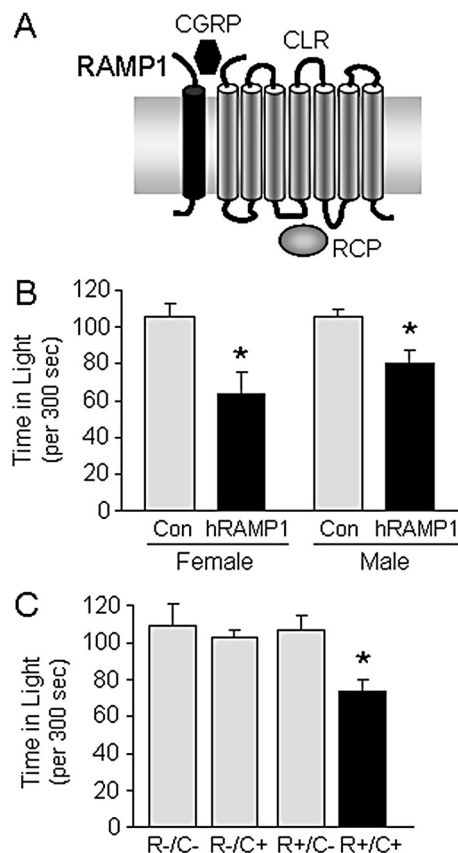 A
CGRP
RAMP1
CLR
RCP
B
Time in Light
(per 300 sec)
120
100
80
60
40
20
0
*
*
Con hRAMP1 Con hRAMP1
Female Male
C
Time in Light
(per 300 sec)
120
100
80
60
40
20
0
*
R-/C- R-/C+ R+/C- R+/C+